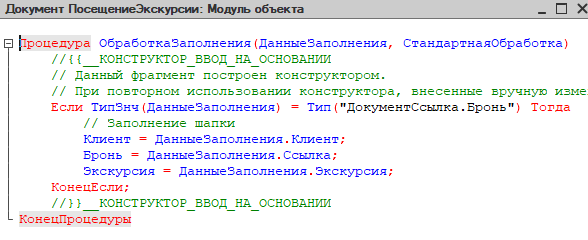 Документ ПосещениеЭкскурсии: Модуль объекта
Процедура ОбработкаЗаполнения(ДанныеЗаполнения, СтандартнаяОбработка)
//{{__КОНСТРУКТОР_ВВОД_НА_ОСНОВАНИИ
// Данный фрагмент построен конструктором.
// При повторном использовании конструктора, внесенные вручную изме
Если ТипЗнч(ДанныеЗаполнения) = Тип("ДокументСсылка.Бронь") Тогда
// Заполнение шапки
Клиент = ДанныеЗаполнения.Клиент;
Бронь = ДанныеЗаполнения.Ссылка;
Экскурсия = ДанныеЗаполнения.Экскурсия;
КонецЕсли;
//}}__КОНСТРУКТОР_ВВОД_НА_ОСНОВАНИИ
КонецПроцедуры